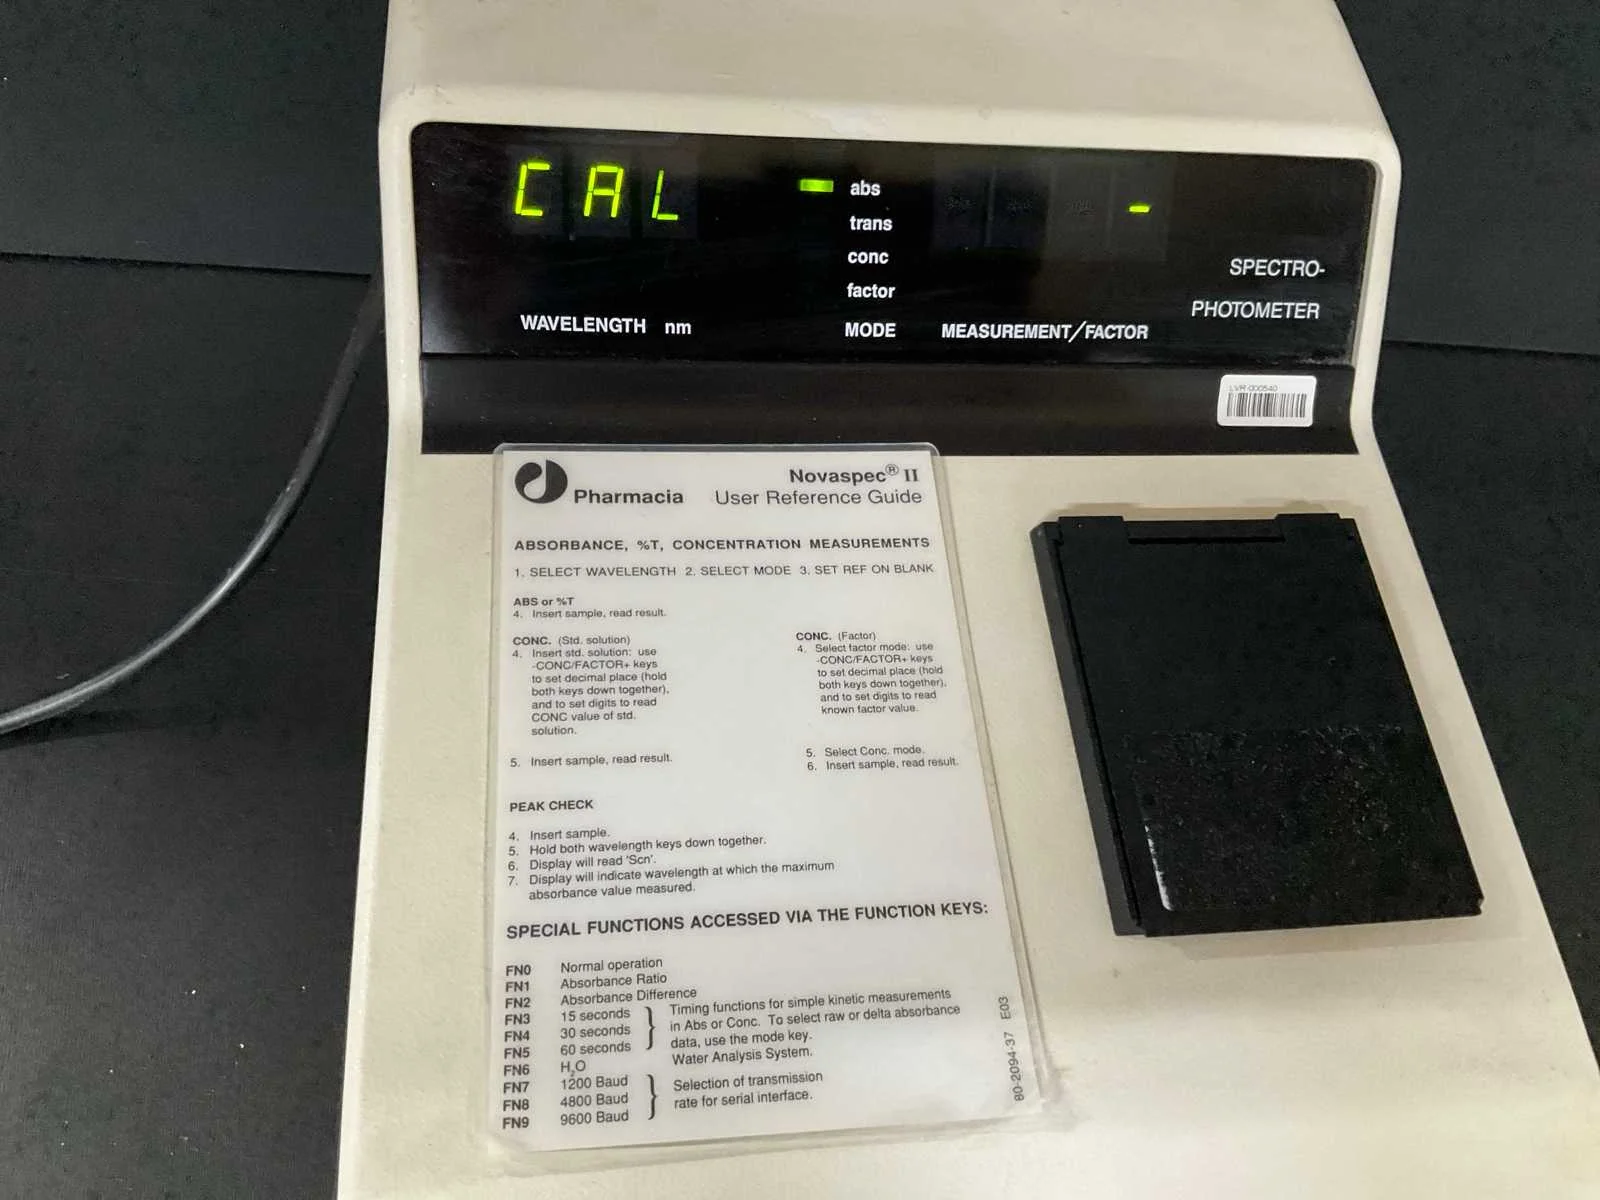 CAL
abs
trans
conc
factor
SPECTRO-
PHOTOMETER
WAVELENGTH nm
MODE
MEASUREMENT/FACTOR
LVR-000540
Pharmacia
Novaspec® II
User Reference Guide
ABSORBANCE, %T, CONCENTRATION MEASUREMENTS
1. SELECT WAVELENGTH 2. SELECT MODE 3. SET REF ON BLANK
ABS or %T
4. Insert sample, read result.
CONC. (Std. solution)
4. Insert std. solution: use
-CONC/FACTOR+ keys
to set decimal place (hold
both keys down together),
and to set digits to read
CONC value of std.
solution.
5. Insert sample, read result.
CONC. (Factor)
4. Select factor mode: use
-CONC/FACTOR+ keys
to set decimal place (hold
both keys down together),
and to set digits to read
known factor value.
5. Select Conc. mode.
6. Insert sample, read result.
PEAK CHECK
4. Insert sample.
5. Hold both wavelength keys down together.
6. Display will read 'Scn'.
7. Display will indicate wavelength at which the maximum
absorbance value measured.
SPECIAL FUNCTIONS ACCESSED VIA THE FUNCTION KEYS:
FN0 Normal operation
FN1 Absorbance Ratio
FN2 Absorbance Difference
FN3 15 seconds
FN4 30 seconds
FN5 60 seconds
Timing functions for simple kinetic measurements
in Abs or Conc. To select raw or delta absorbance
data, use the mode key.
FN6 H2O Water Analysis System.
FN7 1200 Baud
FN8 4800 Baud
FN9 9600 Baud
Selection of transmission
rate for serial interface.
80-2094-37 E03